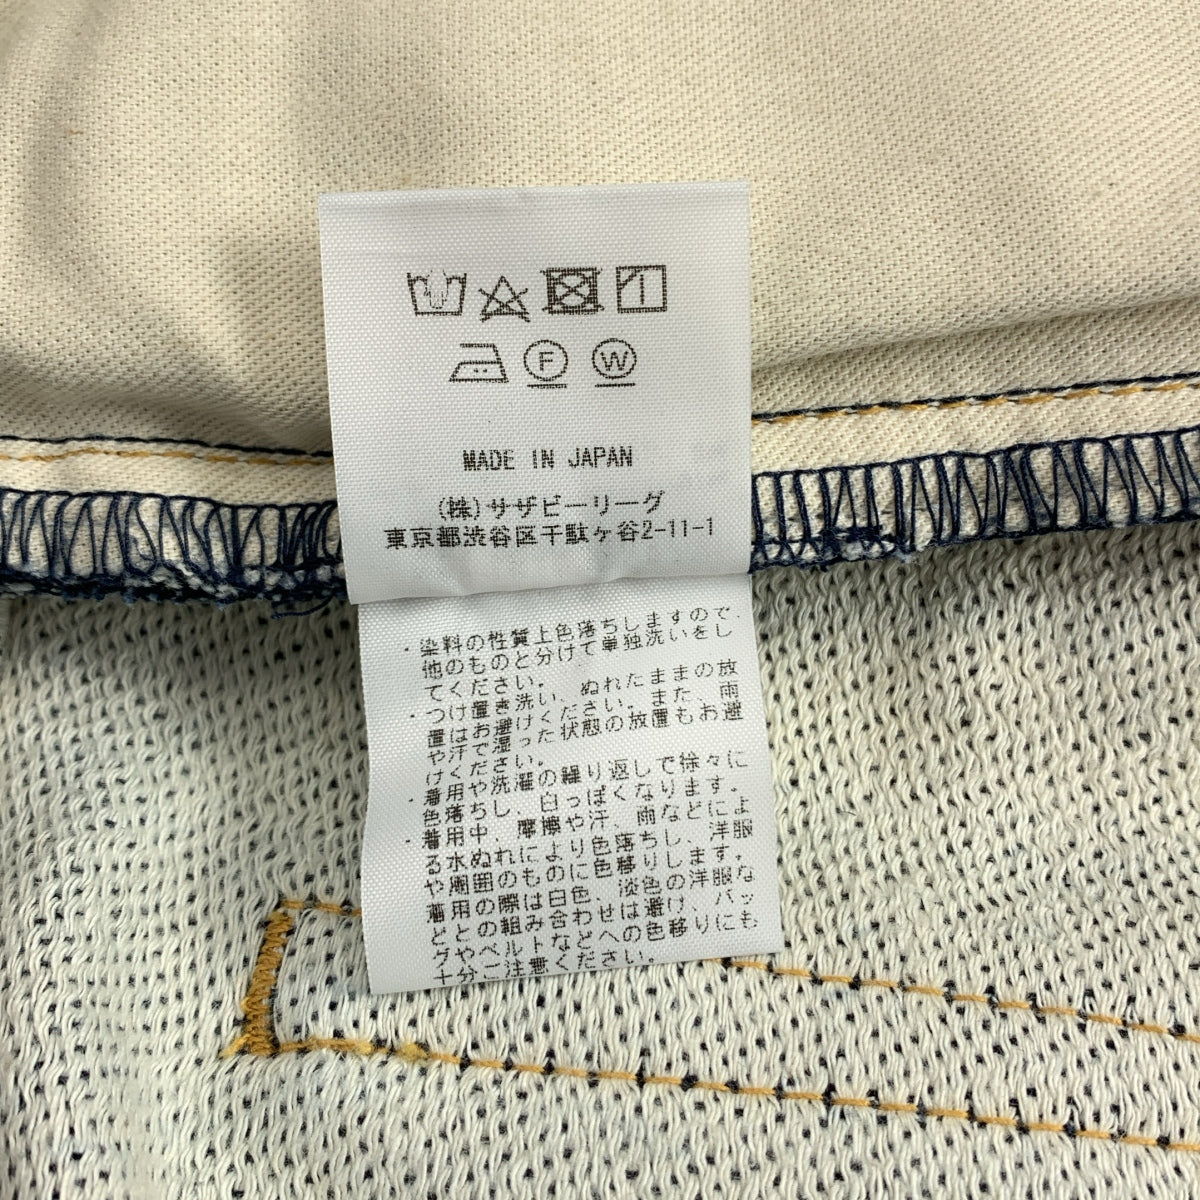 F W
MADE IN JAPAN
(株)サザビーリーグ
東京都渋谷区千駄ヶ谷2-11-1
・染料の性質上色落ちしますので、
他のものと分けて単独洗いをし
てください。
・つけ置き洗い、ぬれたままの放
置はお避けください。また、雨
や汗で湿った状態の放置もお避
けください。
・着用や洗濯の繰り返しで徐々に
色落ちし、白っぽくなります。
・着用中、摩擦や汗、雨などによ
る水ぬれにより色落ちし、洋服
や周囲のものに色移りします。
着用の際は白色、淡色の洋服な
どとの組み合わせは避け、バッ
グやベルトなどへの色移りにも
十分ご注意ください。